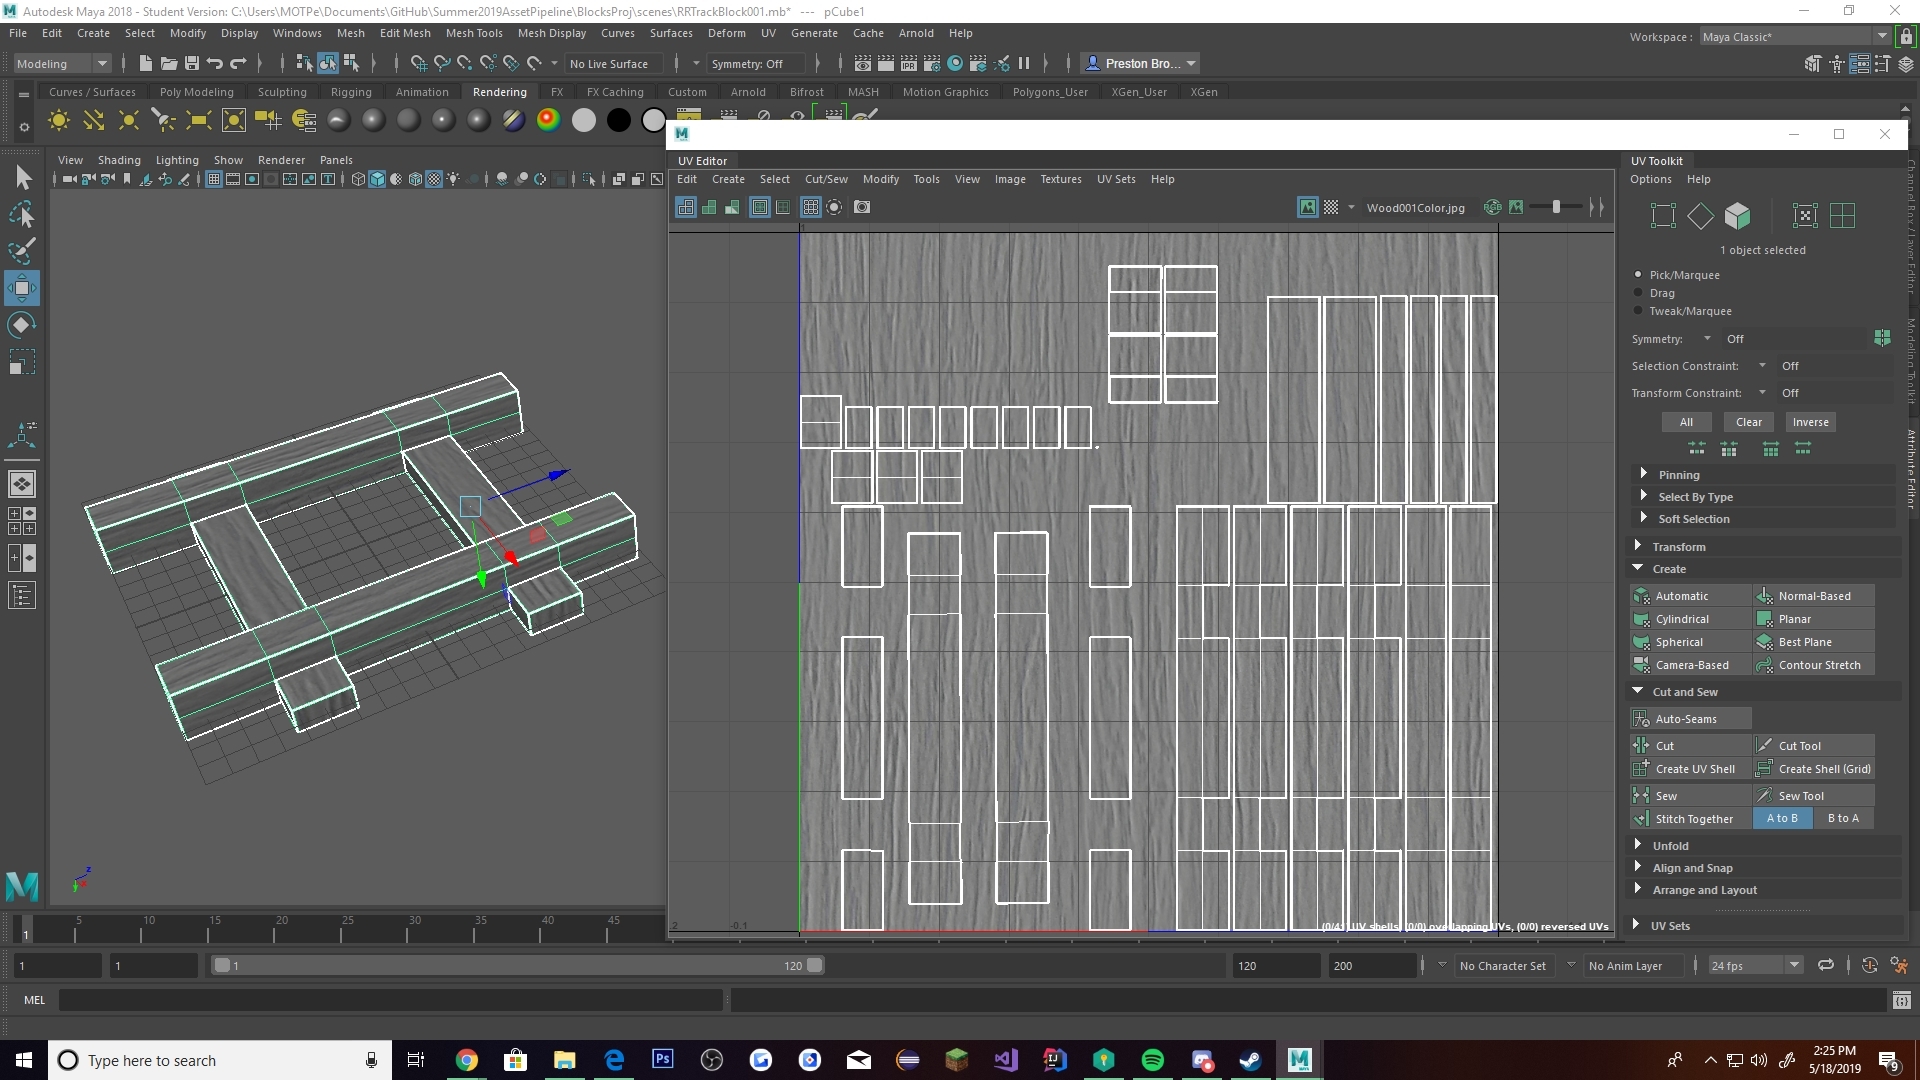 Autodesk Maya 2018 - Student Version: C:\Users\MOTPe\Documents\GitHub\Summer2019AssetPipeline\BlocksProj\scenes\RRTrackBlock001.mb* --- pCube1
File Edit Create Select Modify Display Windows Mesh Edit Mesh Mesh Tools Mesh Display Curves Surfaces Deform UV Generate Cache Arnold Help
Workspace : Maya Classic*
Modeling No Live Surface Symmetry: Off IPR Preston Bro...
Curves / Surfaces Poly Modeling Sculpting Rigging Animation Rendering FX FX Caching Custom Arnold Bifrost MASH Motion Graphics Polygons_User XGen_User XGen
View Shading Lighting Show Renderer Panels
UV Editor
Edit Create Select Cut/Sew Modify Tools View Image Textures UV Sets Help
Wood001Color.jpg RGB
1
2 -0.1
(0/0) overlapping UVs, (0/0) reversed UVs
UV Toolkit
Options Help
1 object selected
Pick/Marquee
Drag
Tweak/Marquee
Symmetry: Off
Selection Constraint: Off
Transform Constraint: Off
All Clear Inverse
Pinning
Select By Type
Soft Selection
Transform
Create
Automatic Normal-Based
Cylindrical Planar
Spherical Best Plane
Camera-Based Contour Stretch
Cut and Sew
Auto-Seams
Cut Cut Tool
Create UV Shell Create Shell (Grid)
Sew Sew Tool
Stitch Together A to B B to A
Unfold
Align and Snap
Arrange and Layout
UV Sets
Channel Box / Layer Editor
Modeling Toolkit
Attribute Editor
z
M
1 5 10 15 20 25 30 35 40 45
1 1 1 120 120 200 No Character Set No Anim Layer 24 fps
MEL
Type here to search
Ps
IJ
2:25 PM
5/18/2019
9